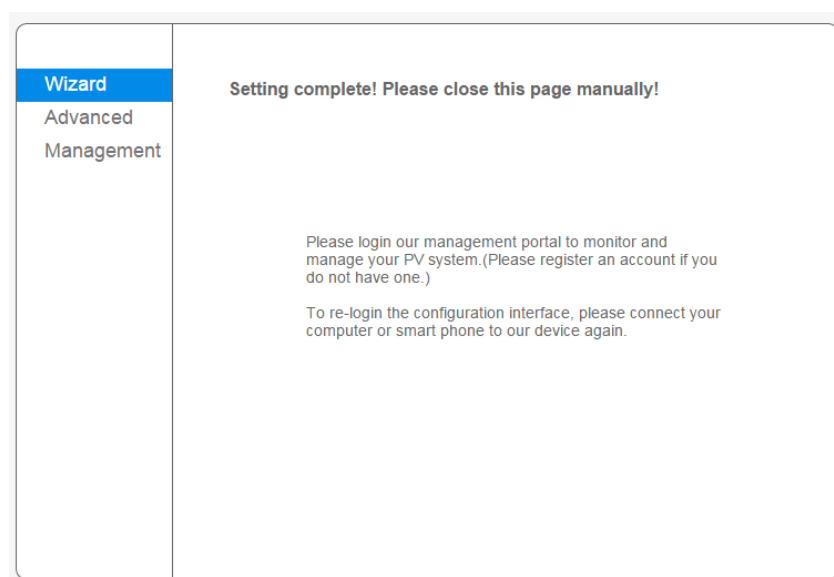 Wizard
Advanced
Management
Setting complete! Please close this page manually!
Please login our management portal to monitor and
manage your PV system.(Please register an account if you
do not have one.)
To re-login the configuration interface, please connect your
computer or smart phone to our device again.